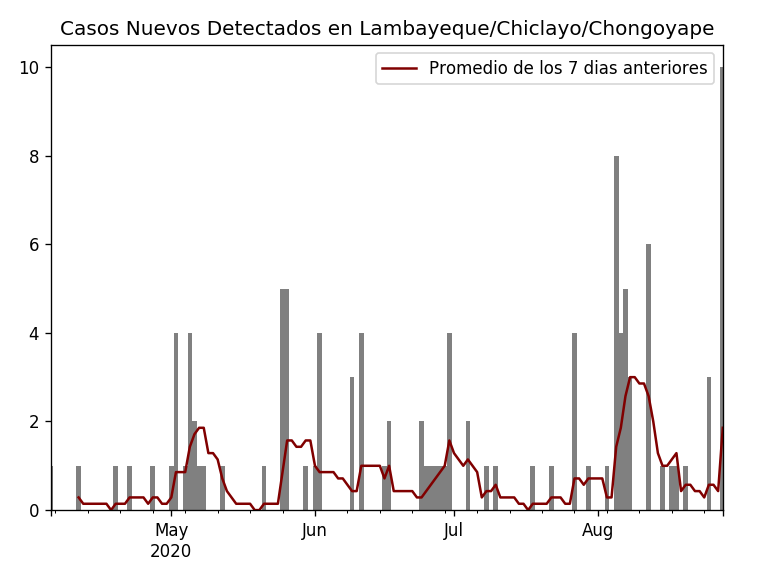 Casos Nuevos Detectados en Lambayeque/Chiclayo/Chongoyape
Promedio de los 7 dias anteriores
10
8
6
4
2
0
May
2020
Jun
Jul
Aug